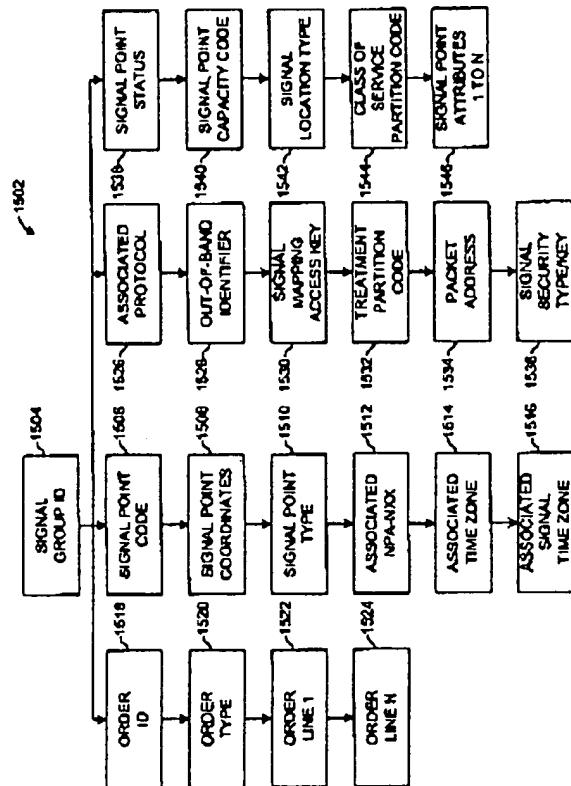 1502
1504
SIGNAL
GROUP ID
1518
ORDER
ID
1520
ORDER
TYPE
1522
ORDER
LINE 1
1524
ORDER
LINE N
1506
SIGNAL POINT
CODE
1508
SIGNAL POINT
COORDINATES
1510
SIGNAL POINT
TYPE
1512
ASSOCIATED
NPA-NXX
1514
ASSOCIATED
TIME ZONE
1516
ASSOCIATED
SIGNAL
TIME ZONE
1526
ASSOCIATED
PROTOCOL
1528
OUT-OF-BAND
IDENTIFIER
1530
SIGNAL
MAPPING
ACCESS KEY
1532
TREATMENT
PARTITION
CODE
1534
PACKET
ADDRESS
1536
SIGNAL
SECURITY
TYPE/KEY
1538
SIGNAL POINT
STATUS
1540
SIGNAL POINT
CAPACITY CODE
1542
SIGNAL
LOCATION TYPE
1544
CLASS OF
SERVICE
PARTITION CODE
1546
SIGNAL POINT
ATTRIBUTES
1 TO N